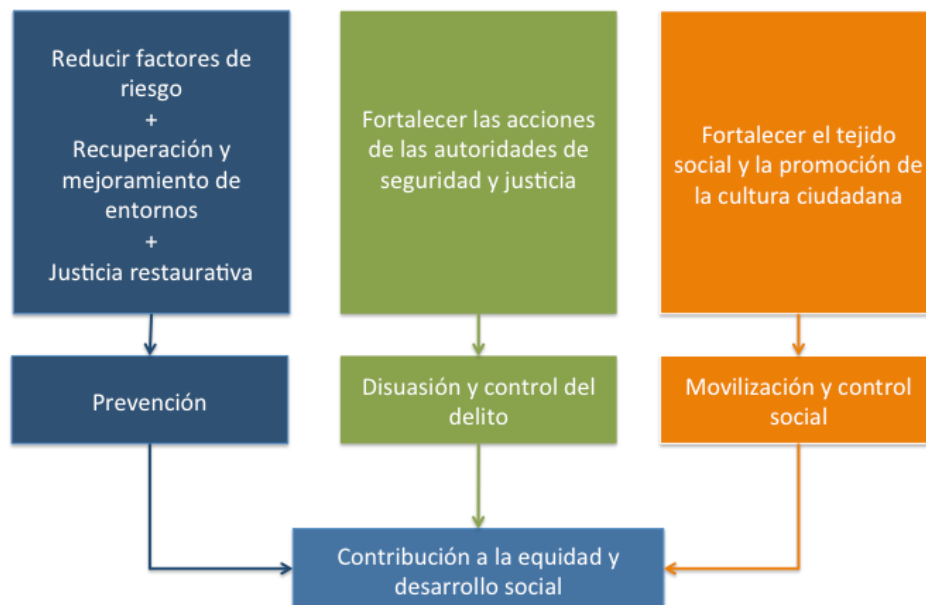 Reducir factores de
riesgo
+
Recuperación y
mejoramiento de
entornos
+
Justicia restaurativa
Fortalecer las acciones
de las autoridades de
seguridad y justicia
Fortalecer el tejido
social y la promoción de
la cultura ciudadana
Prevención
Disuasión y control del
delito
Movilización y control
social
Contribución a la equidad y
desarrollo social